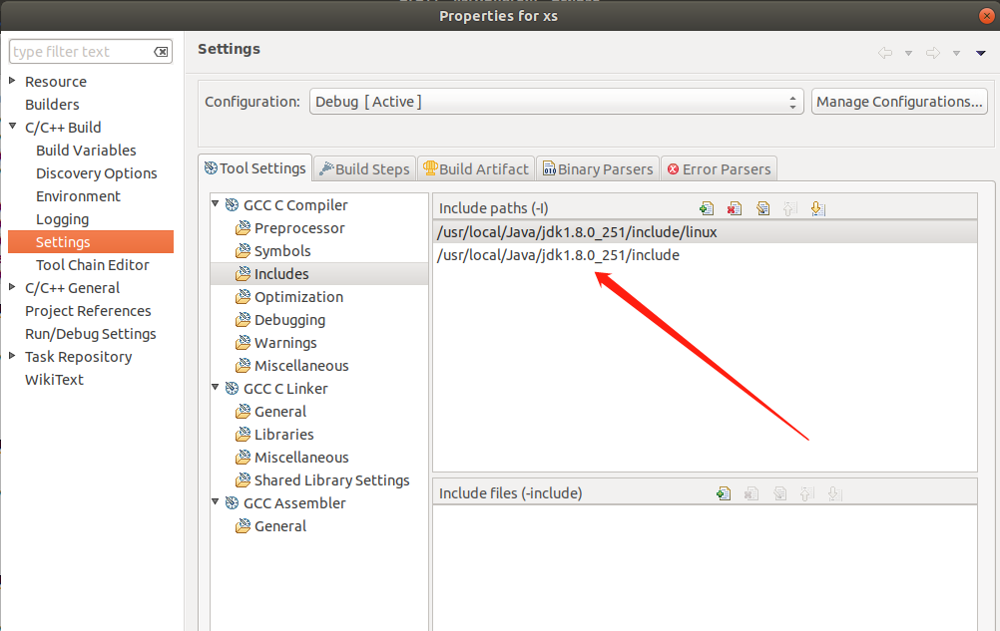 Properties for xs
type filter text
Resource
Builders
C/C++ Build
Build Variables
Discovery Options
Environment
Logging
Settings
Tool Chain Editor
C/C++ General
Project References
Run/Debug Settings
Task Repository
WikiText
Settings
Configuration:
Debug [ Active ]
Manage Configurations...
Tool Settings
Build Steps
Build Artifact
Binary Parsers
Error Parsers
GCC C Compiler
Preprocessor
Symbols
Includes
Optimization
Debugging
Warnings
Miscellaneous
GCC C Linker
General
Libraries
Miscellaneous
Shared Library Settings
GCC Assembler
General
Include paths (-I)
/usr/local/Java/jdk1.8.0_251/include/linux
/usr/local/Java/jdk1.8.0_251/include
Include files (-include)